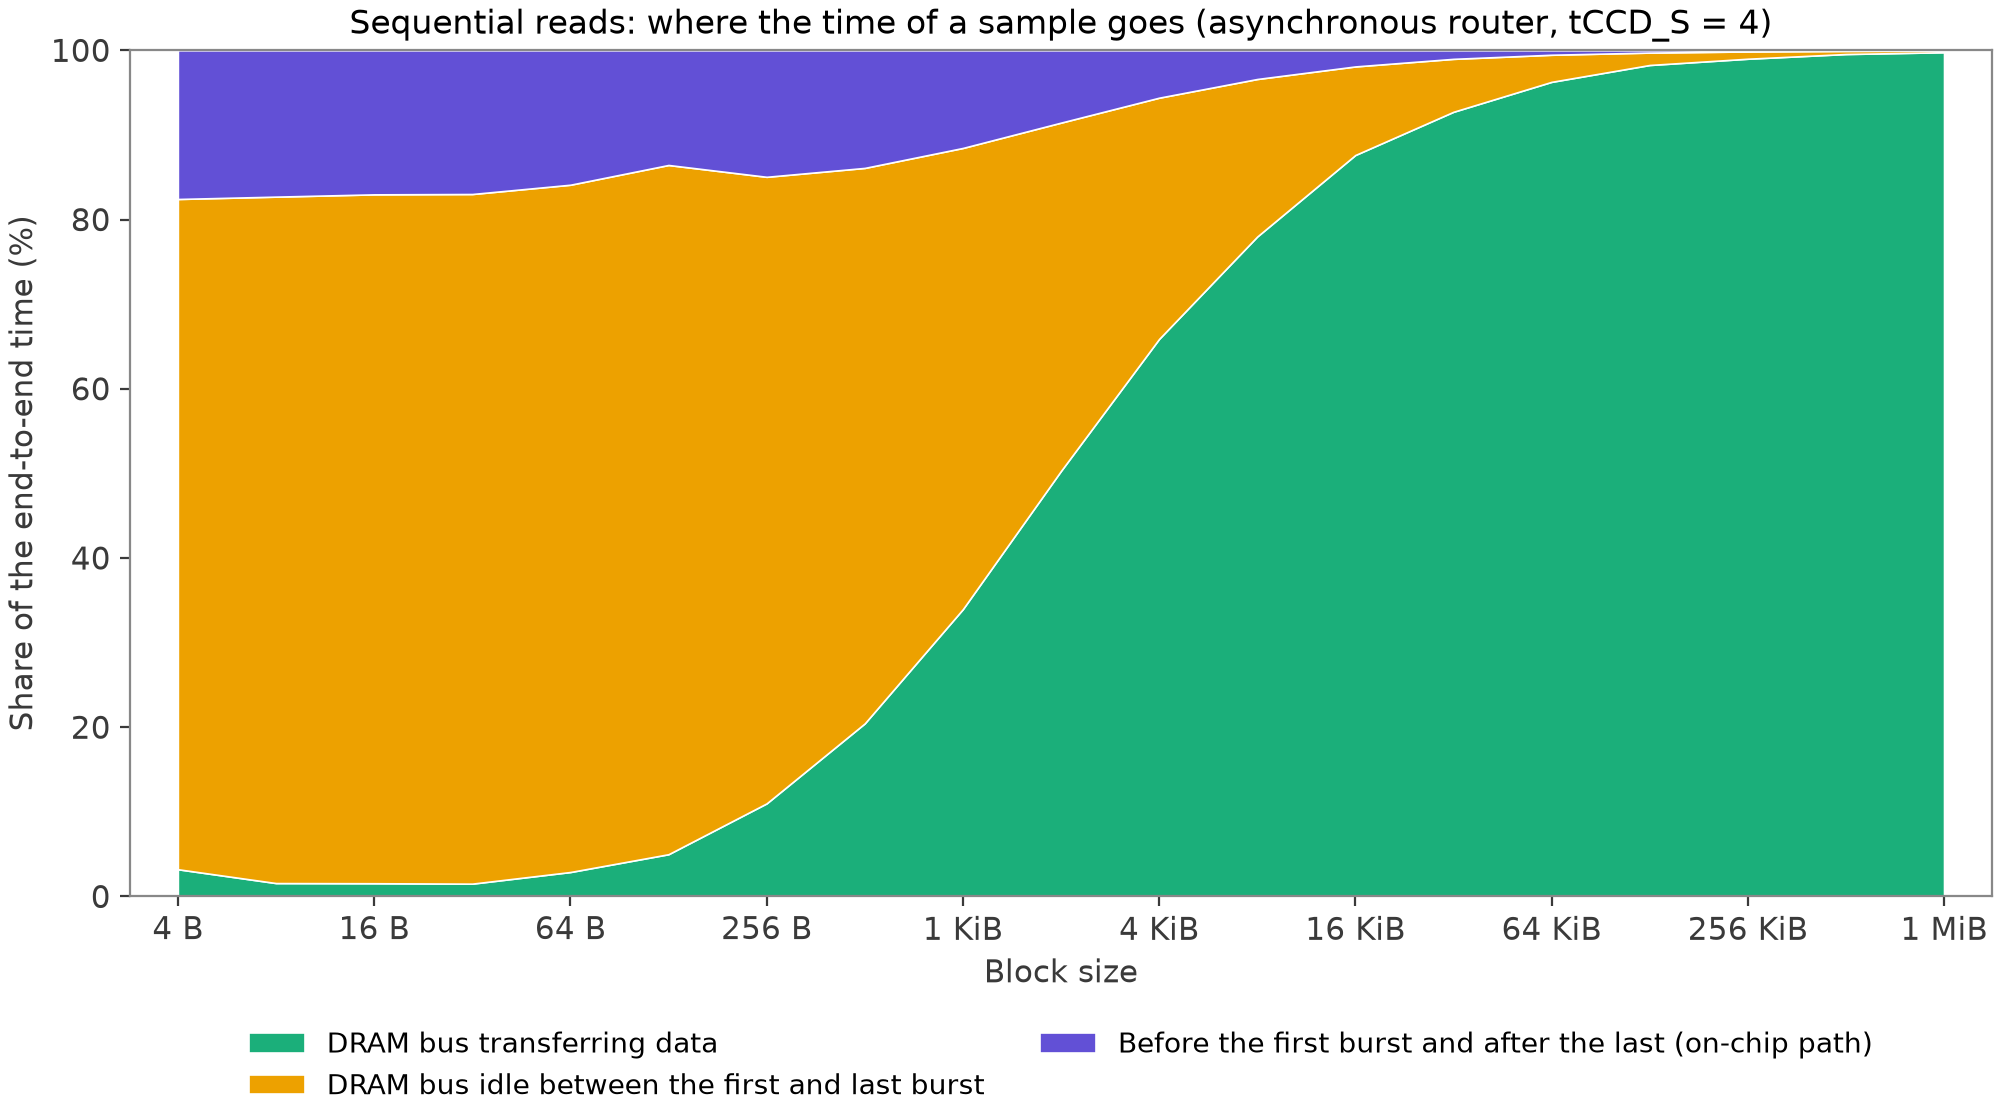 Sequential reads: where the time of a sample goes (asynchronous router, tCCD_S = 4)
Share of the end-to-end time (%)
100
80
60
40
20
0
4 B
16 B
64 B
256 B
1 KiB
4 KiB
16 KiB
64 KiB
256 KiB
1 MiB
Block size
DRAM bus transferring data
DRAM bus idle between the first and last burst
Before the first burst and after the last (on-chip path)